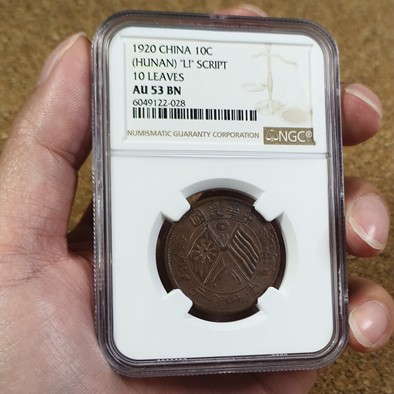 1920 CHINA 10C
(HUNAN) "LI" SCRIPT
10 LEAVES
AU 53 BN
6049122-028
NUMISMATIC GUARANTY CORPORATION
NGC®